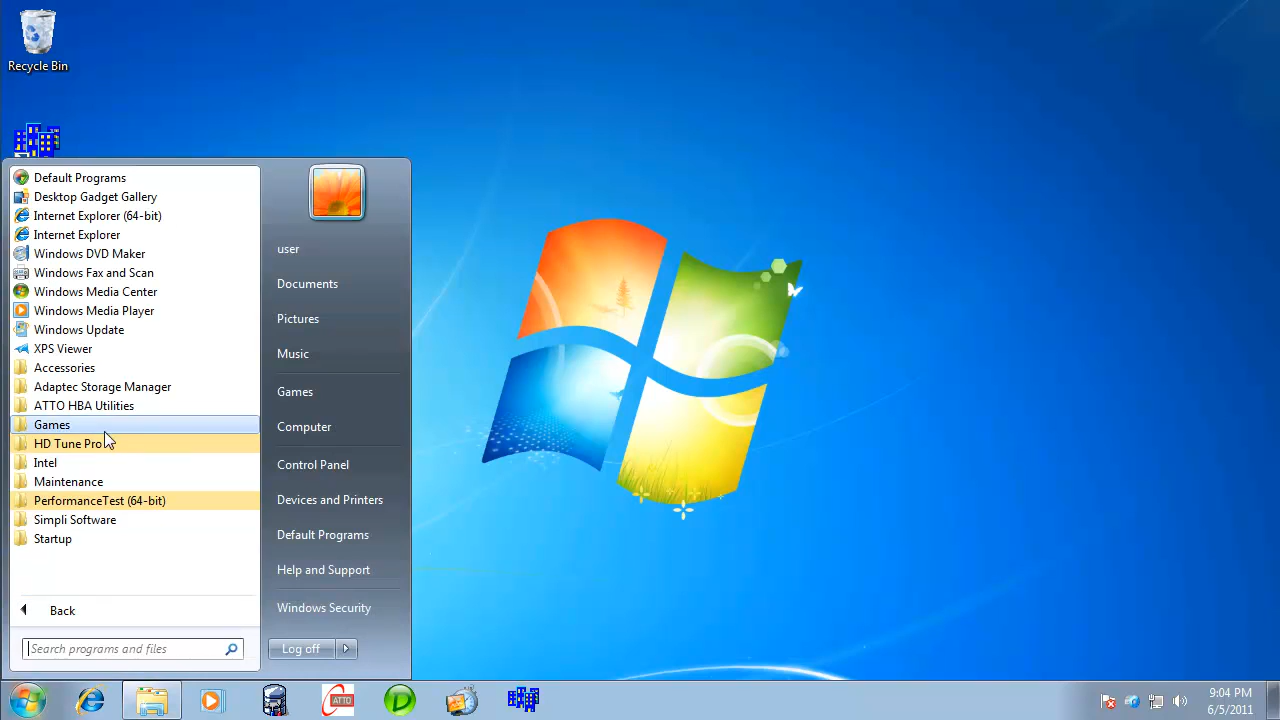 Recycle Bin
Default Programs
Desktop Gadget Gallery
Internet Explorer (64-bit)
Internet Explorer
Windows DVD Maker
Windows Fax and Scan
Windows Media Center
Windows Media Player
Windows Update
XPS Viewer
Accessories
Adaptec Storage Manager
ATTO HBA Utilities
Games
HD Tune Pro
Intel
Maintenance
PerformanceTest (64-bit)
Simpli Software
Startup
Back
Search programs and files
user
Documents
Pictures
Music
Games
Computer
Control Panel
Devices and Printers
Default Programs
Help and Support
Windows Security
Log off
ATTO
9:04 PM
6/5/2011